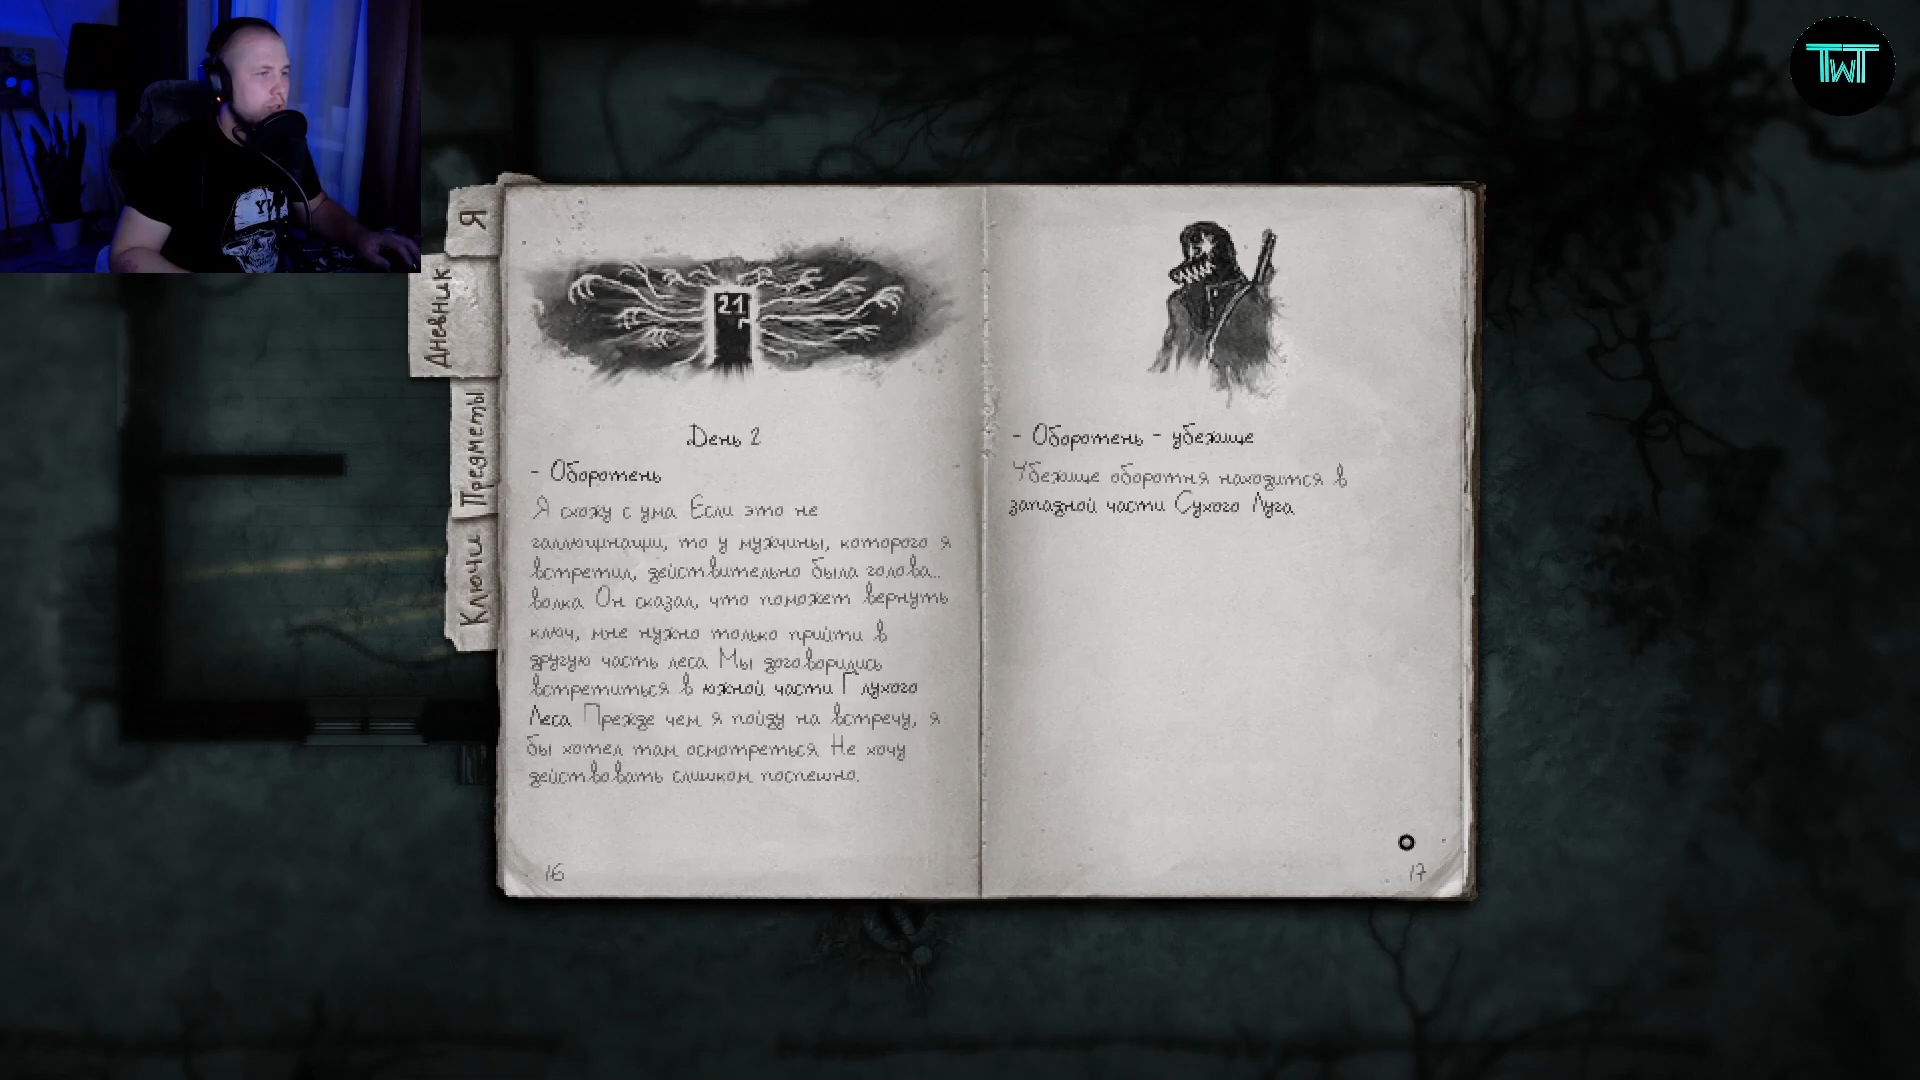 TWT
Я
Дневник
Предметы
Ключи
21
День 2
- Оборотень
Я схожу с ума Если это не
галлюцинации, то у мужчины, которого я
встретил, действительно была голова...
волка Он сказал, что поможет вернуть
ключ, мне нужно только прийти в
другую часть леса Мы договорились
встретиться в южной части Глухого
Леса Прежде чем я пойду на встречу, я
бы хотел там осмотреться Не хочу
действовать слишком поспешно.
16
- Оборотень - убежище
Убежище оборотня находится в
западной части Сухого Луга
17